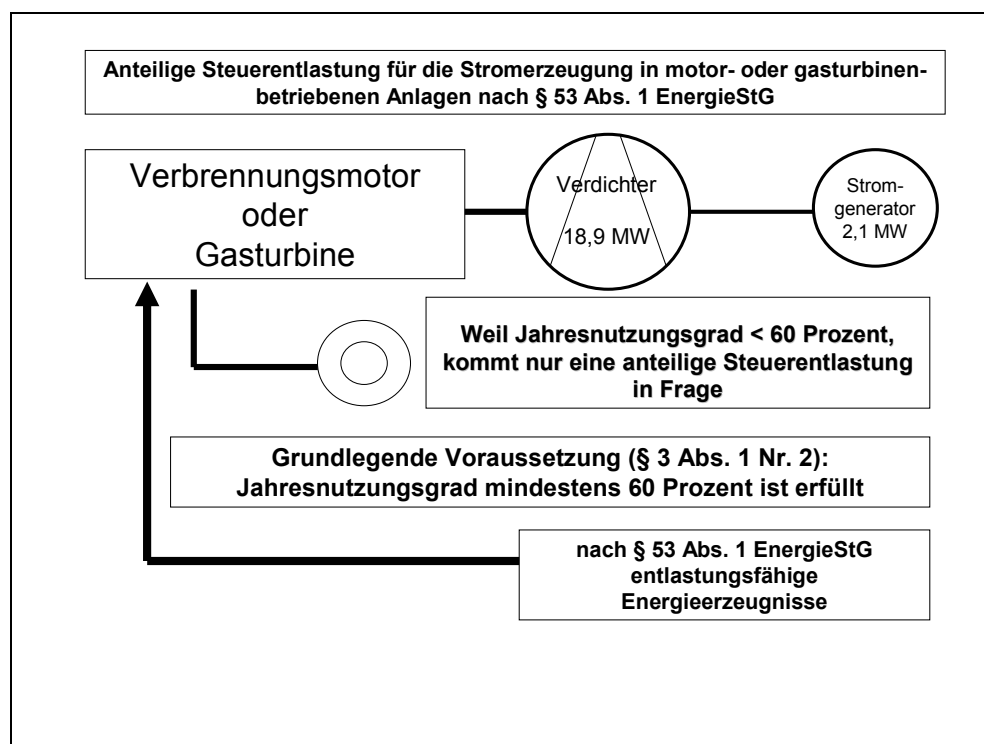 Anteilige Steuerentlastung für die Stromerzeugung in motor- oder gasturbinen-
betriebenen Anlagen nach § 53 Abs. 1 EnergieStG
Verbrennungsmotor
oder
Gasturbine
Verdichter
18,9 MW
Strom-
generator
2,1 MW
Weil Jahresnutzungsgrad < 60 Prozent,
kommt nur eine anteilige Steuerentlastung
in Frage
Grundlegende Voraussetzung (§ 3 Abs. 1 Nr. 2):
Jahresnutzungsgrad mindestens 60 Prozent ist erfüllt
nach § 53 Abs. 1 EnergieStG
entlastungsfähige
Energieerzeugnisse